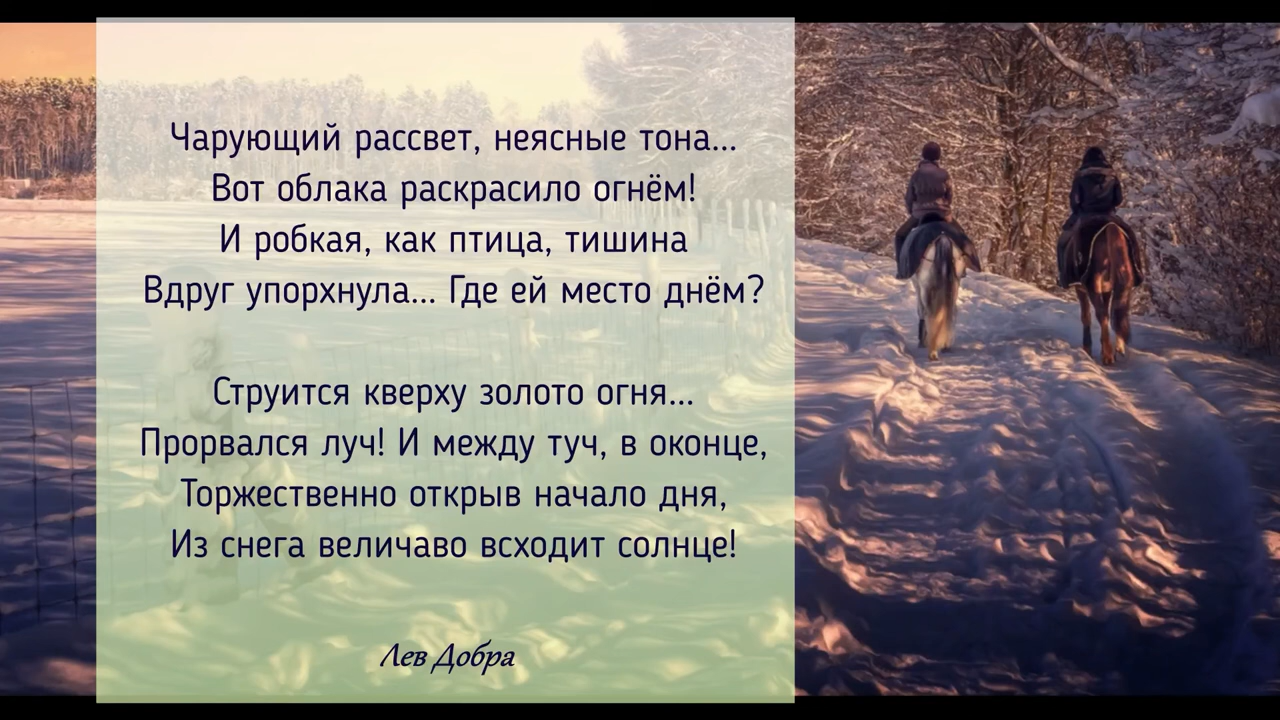 Чарующий рассвет, неясные тона...
Вот облака раскрасило огнём!
И робкая, как птица, тишина
Вдруг упорхнула... Где ей место днём?
Струится кверху золото огня...
Прорвался луч! И между туч, в оконце,
Торжественно открыв начало дня,
Из снега величаво всходит солнце!
Лев Добра